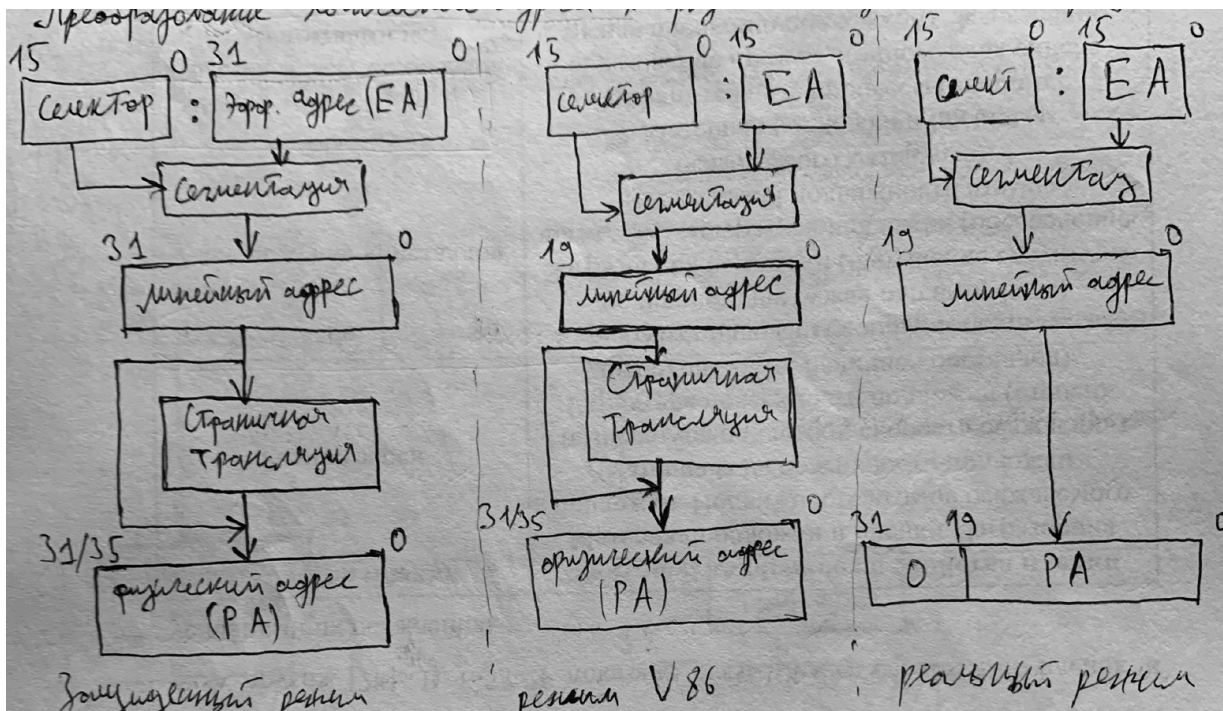 Преобразование
15 0 31 0
Селектор : Эфф. адрес (EA)
Сегментация
31 0
линейный адрес
Страничная
трансляция
31/35 0
физический адрес
(PA)
Защищенный режим
15 0 15 0
селектор : EA
сегментация
19 0
линейный адрес
Страничная
трансляция
31/35 0
физический адрес
(PA)
режим V86
15 0 15 0
селект : EA
сегментац
19 0
линейный адрес
31 19 0
0 PA
реальный режим